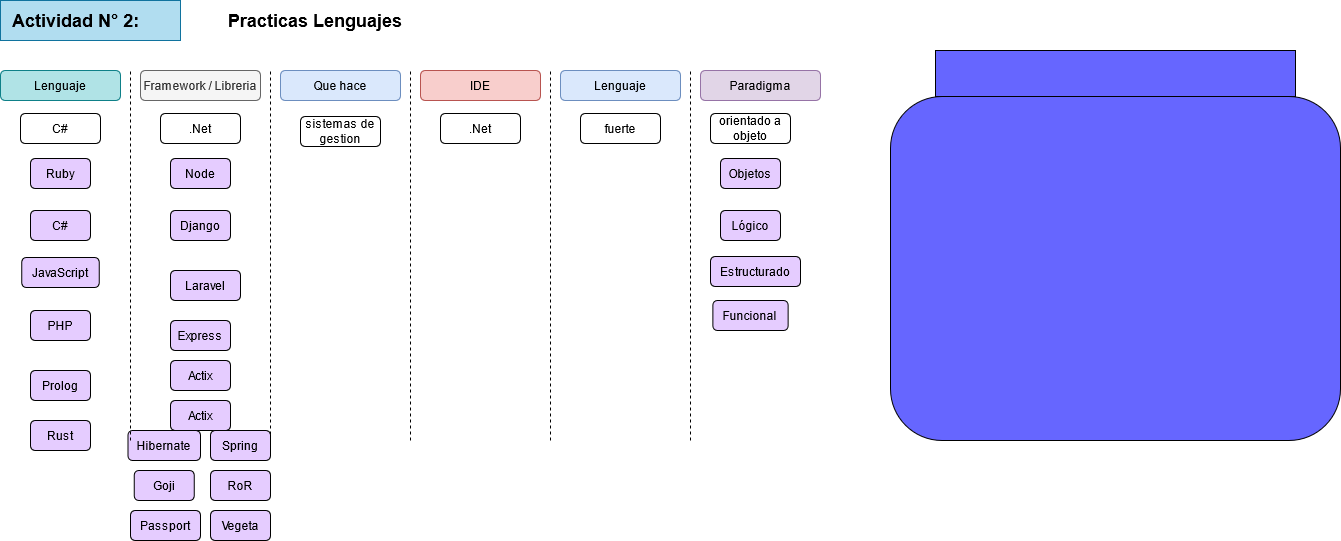 Actividad N° 2:
Practicas Lenguajes
Lenguaje
Framework / Libreria
Que hace
IDE
Lenguaje
Paradigma
C#
.Net
sistemas de
gestion
.Net
fuerte
orientado a
objeto
Ruby
Node
Objetos
C#
Django
Lógico
JavaScript
Laravel
Estructurado
PHP
Express
Funcional
Prolog
Actix
Actix
Rust
Hibernate
Spring
Goji
RoR
Passport
Vegeta